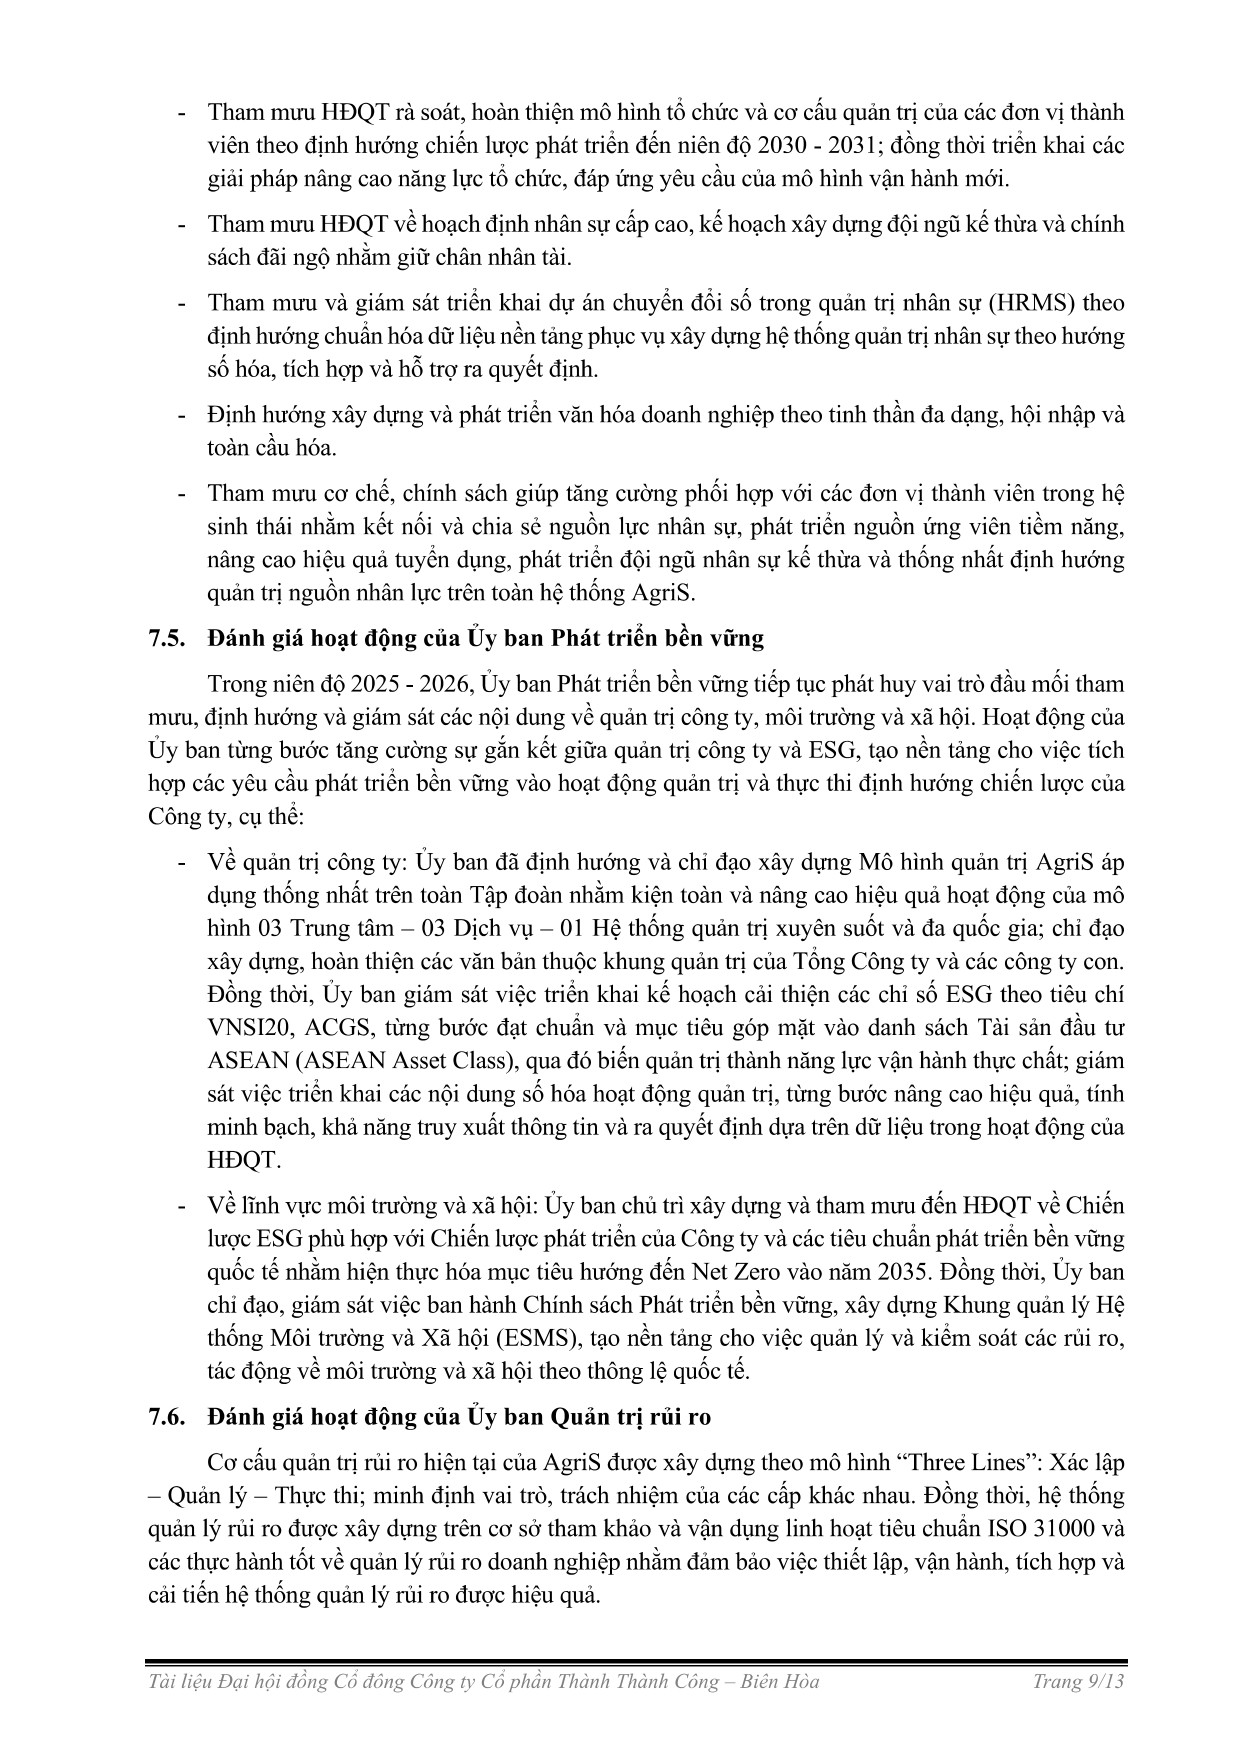 - Tham mưu HĐQT rà soát, hoàn thiện mô hình tổ chức và cơ cấu quản trị của các đơn vị thành
viên theo định hướng chiến lược phát triển đến niên độ 2030 - 2031; đồng thời triển khai các
giải pháp nâng cao năng lực tổ chức, đáp ứng yêu cầu của mô hình vận hành mới.
- Tham mưu HĐQT về hoạch định nhân sự cấp cao, kế hoạch xây dựng đội ngũ kế thừa và chính
sách đãi ngộ nhằm giữ chân nhân tài.
- Tham mưu và giám sát triển khai dự án chuyển đổi số trong quản trị nhân sự (HRMS) theo
định hướng chuẩn hóa dữ liệu nền tảng phục vụ xây dựng hệ thống quản trị nhân sự theo hướng
số hóa, tích hợp và hỗ trợ ra quyết định.
- Định hướng xây dựng và phát triển văn hóa doanh nghiệp theo tinh thần đa dạng, hội nhập và
toàn cầu hóa.
- Tham mưu cơ chế, chính sách giúp tăng cường phối hợp với các đơn vị thành viên trong hệ
sinh thái nhằm kết nối và chia sẻ nguồn lực nhân sự, phát triển nguồn ứng viên tiềm năng,
nâng cao hiệu quả tuyển dụng, phát triển đội ngũ nhân sự kế thừa và thống nhất định hướng
quản trị nguồn nhân lực trên toàn hệ thống AgriS.
7.5. Đánh giá hoạt động của Ủy ban Phát triển bền vững
Trong niên độ 2025 - 2026, Ủy ban Phát triển bền vững tiếp tục phát huy vai trò đầu mối tham
mưu, định hướng và giám sát các nội dung về quản trị công ty, môi trường và xã hội. Hoạt động của
Ủy ban từng bước tăng cường sự gắn kết giữa quản trị công ty và ESG, tạo nền tảng cho việc tích
hợp các yêu cầu phát triển bền vững vào hoạt động quản trị và thực thi định hướng chiến lược của
Công ty, cụ thể:
- Về quản trị công ty: Ủy ban đã định hướng và chỉ đạo xây dựng Mô hình quản trị AgriS áp
dụng thống nhất trên toàn Tập đoàn nhằm kiện toàn và nâng cao hiệu quả hoạt động của mô
hình 03 Trung tâm – 03 Dịch vụ – 01 Hệ thống quản trị xuyên suốt và đa quốc gia; chỉ đạo
xây dựng, hoàn thiện các văn bản thuộc khung quản trị của Tổng Công ty và các công ty con.
Đồng thời, Ủy ban giám sát việc triển khai kế hoạch cải thiện các chỉ số ESG theo tiêu chí
VNSI20, ACGS, từng bước đạt chuẩn và mục tiêu góp mặt vào danh sách Tài sản đầu tư
ASEAN (ASEAN Asset Class), qua đó biến quản trị thành năng lực vận hành thực chất; giám
sát việc triển khai các nội dung số hóa hoạt động quản trị, từng bước nâng cao hiệu quả, tính
minh bạch, khả năng truy xuất thông tin và ra quyết định dựa trên dữ liệu trong hoạt động của
HĐQT.
- Về lĩnh vực môi trường và xã hội: Ủy ban chủ trì xây dựng và tham mưu đến HĐQT về Chiến
lược ESG phù hợp với Chiến lược phát triển của Công ty và các tiêu chuẩn phát triển bền vững
quốc tế nhằm hiện thực hóa mục tiêu hướng đến Net Zero vào năm 2035. Đồng thời, Ủy ban
chỉ đạo, giám sát việc ban hành Chính sách Phát triển bền vững, xây dựng Khung quản lý Hệ
thống Môi trường và Xã hội (ESMS), tạo nền tảng cho việc quản lý và kiểm soát các rủi ro,
tác động về môi trường và xã hội theo thông lệ quốc tế.
7.6. Đánh giá hoạt động của Ủy ban Quản trị rủi ro
Cơ cấu quản trị rủi ro hiện tại của AgriS được xây dựng theo mô hình “Three Lines”: Xác lập
– Quản lý – Thực thi; minh định vai trò, trách nhiệm của các cấp khác nhau. Đồng thời, hệ thống
quản lý rủi ro được xây dựng trên cơ sở tham khảo và vận dụng linh hoạt tiêu chuẩn ISO 31000 và
các thực hành tốt về quản lý rủi ro doanh nghiệp nhằm đảm bảo việc thiết lập, vận hành, tích hợp và
cải tiến hệ thống quản lý rủi ro được hiệu quả.
Tài liệu Đại hội đồng Cổ đông Công ty Cổ phần Thành Thành Công – Biên Hòa Trang 9/13